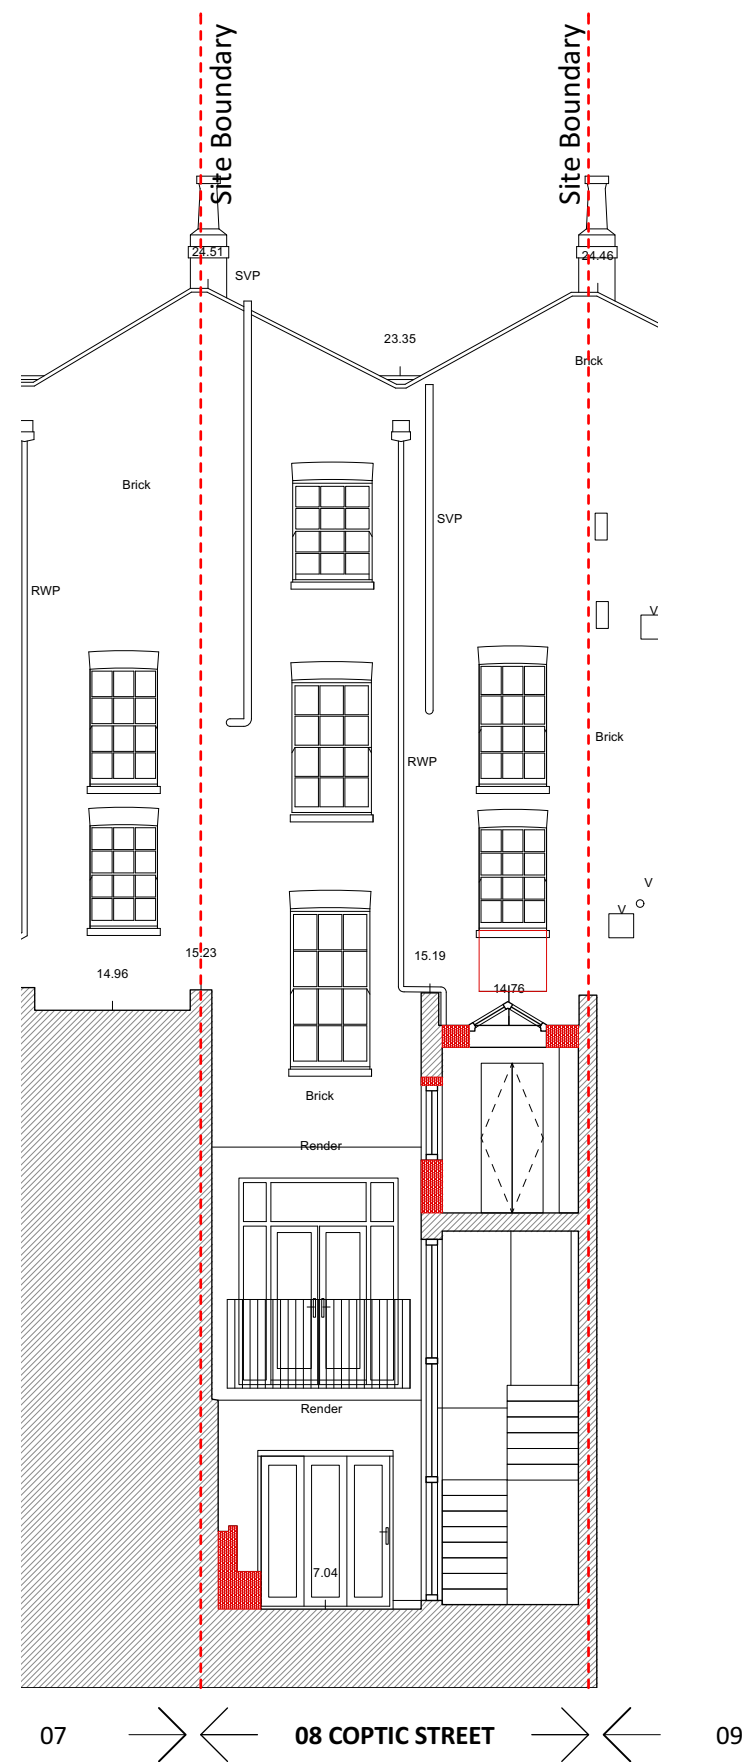 Site Boundary
Site Boundary
24.51
24.46
SVP
23.35
Brick
Brick
SVP
RWP
V
Brick
RWP
V
V
15.23
15.19
14.96
14.76
Brick
Render
Render
7.04
07
08 COPTIC STREET
09